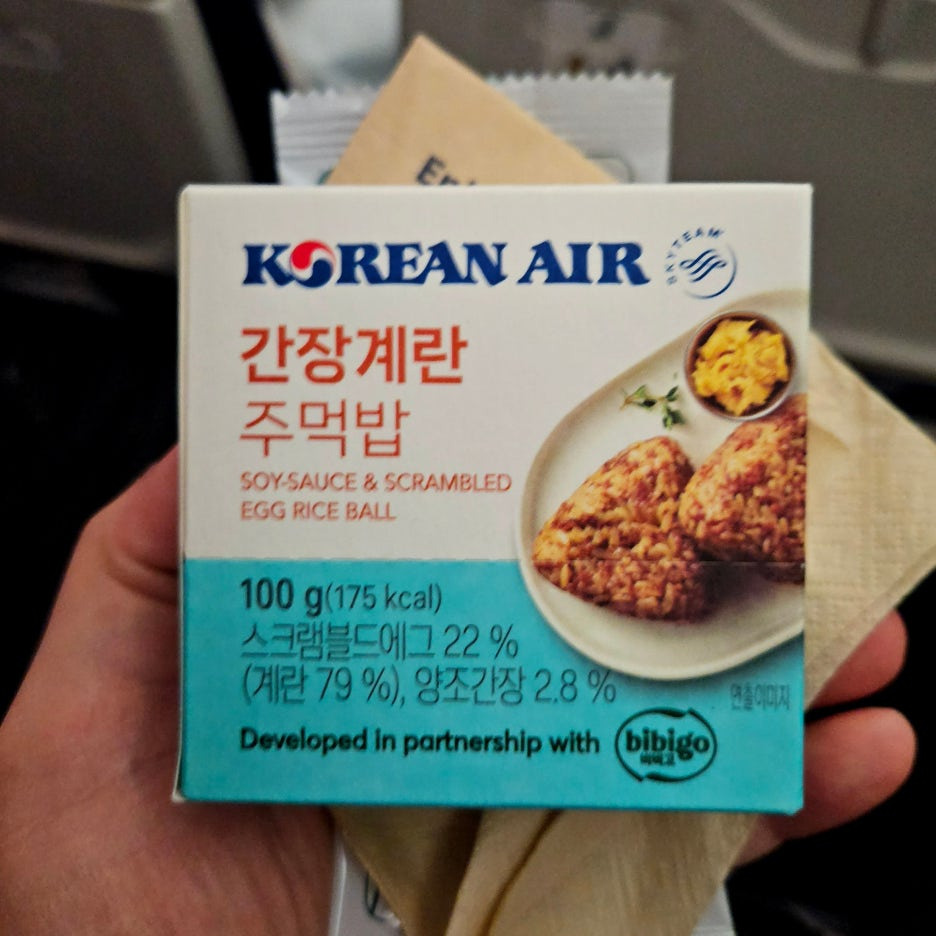 KOREAN AIR
SKYTEAM
간장계란
주먹밥
SOY-SAUCE & SCRAMBLED
EGG RICE BALL
100 g(175 kcal)
스크램블드에그 22 %
(계란 79 %), 양조간장 2.8 %
연출이미지
Developed in partnership with
bibigo
비비고